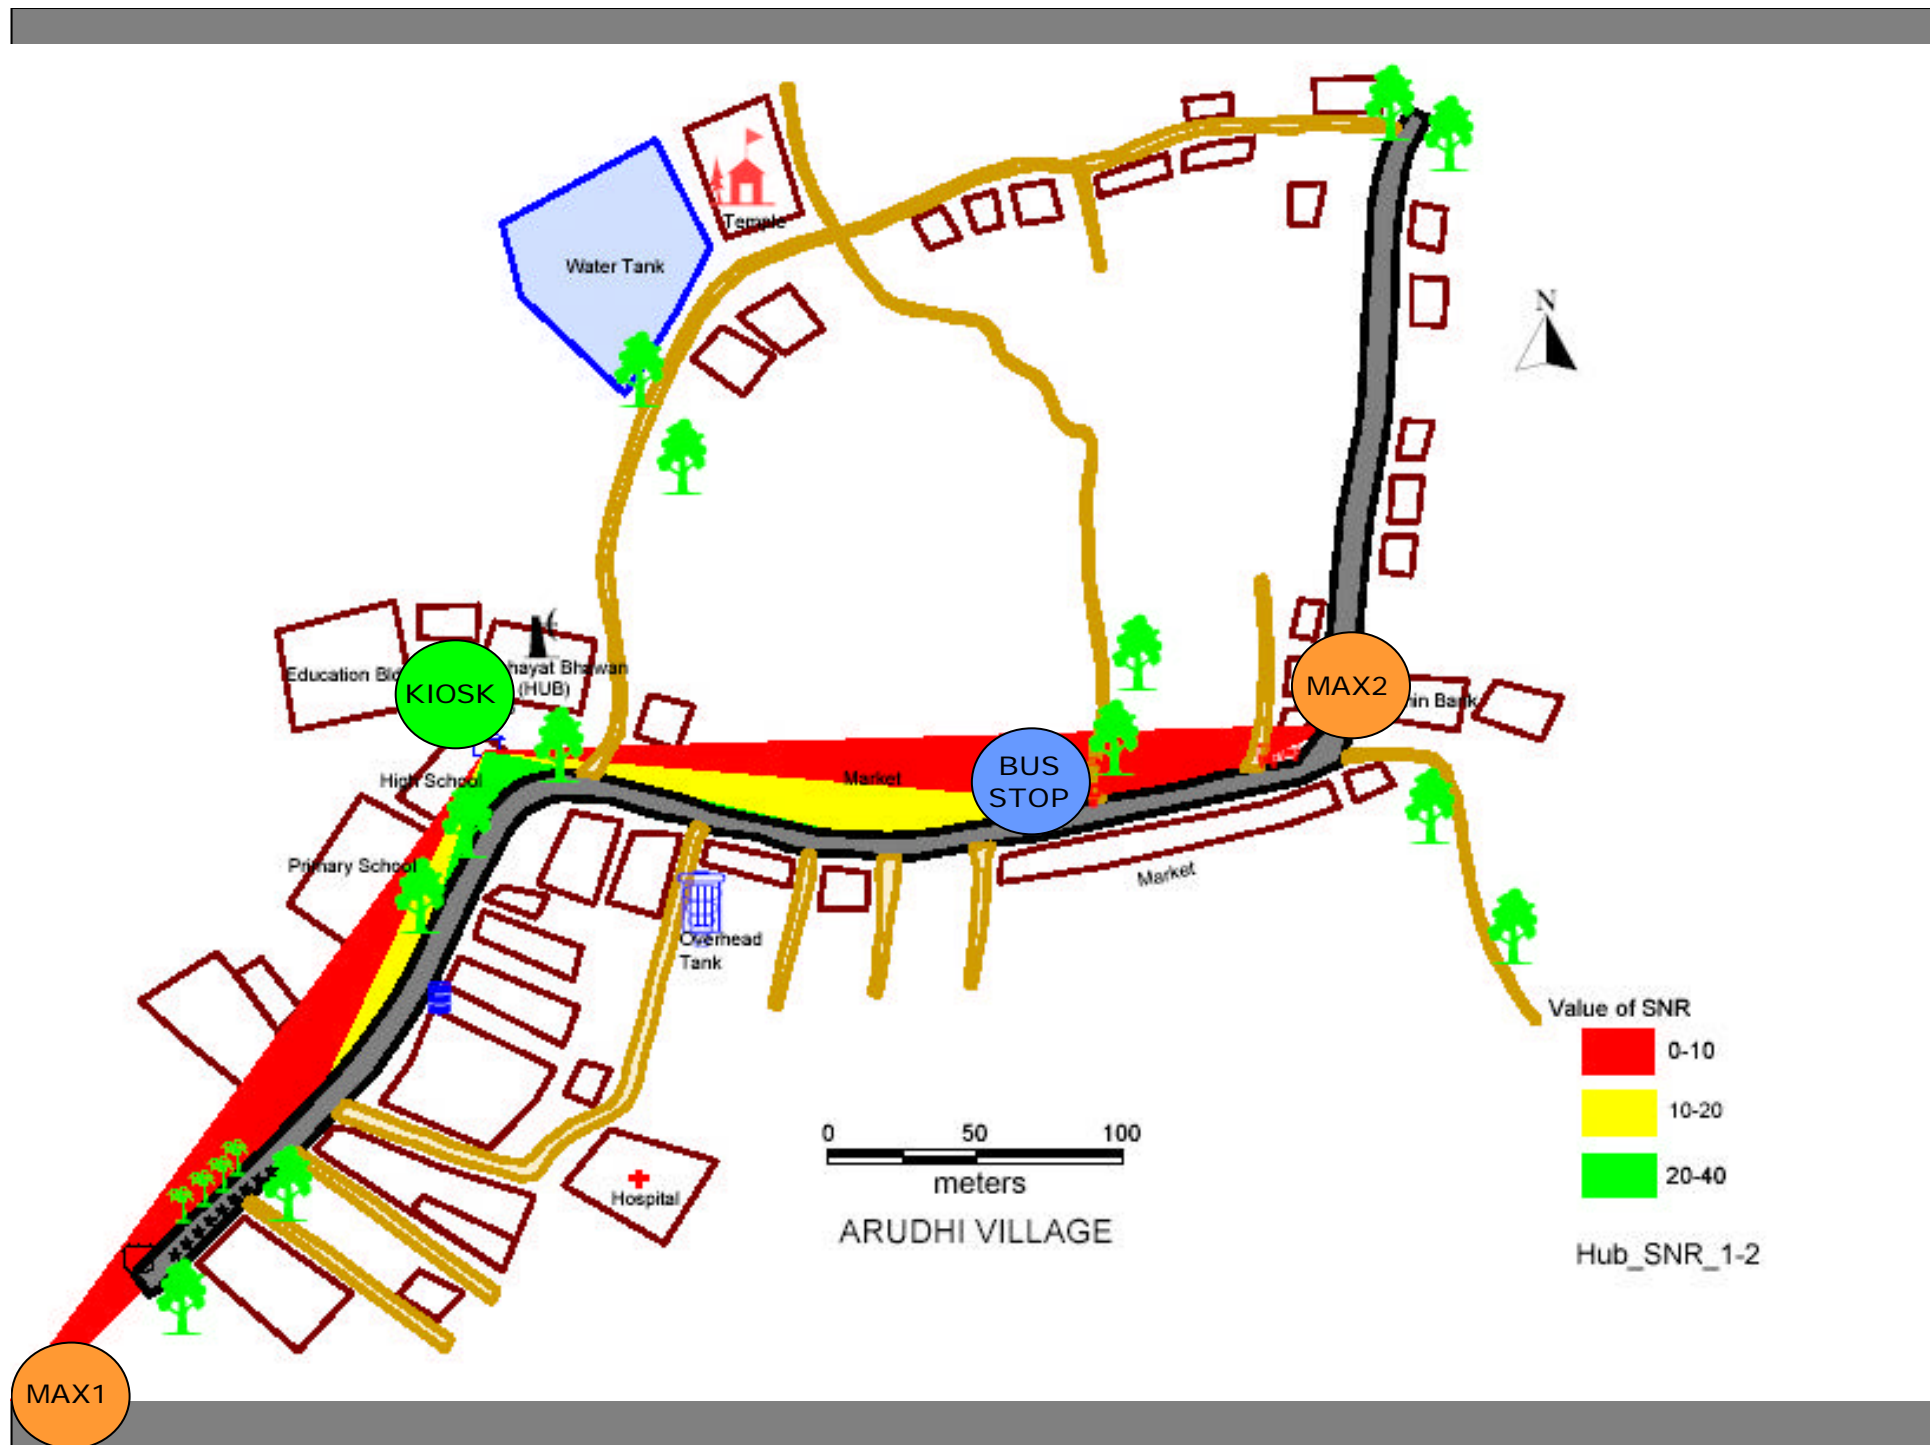 Temple
Water Tank
N
Education Bld
KIOSK
hayat Bhawan
(HUB)
MAX2
nin Bank
High School
Market
BUS
STOP
Primary School
Market
Overhead
Tank
Value of SNR
0-10
10-20
20-40
0 50 100
meters
Hospital
ARUDHI VILLAGE
Hub_SNR_1-2
MAX1